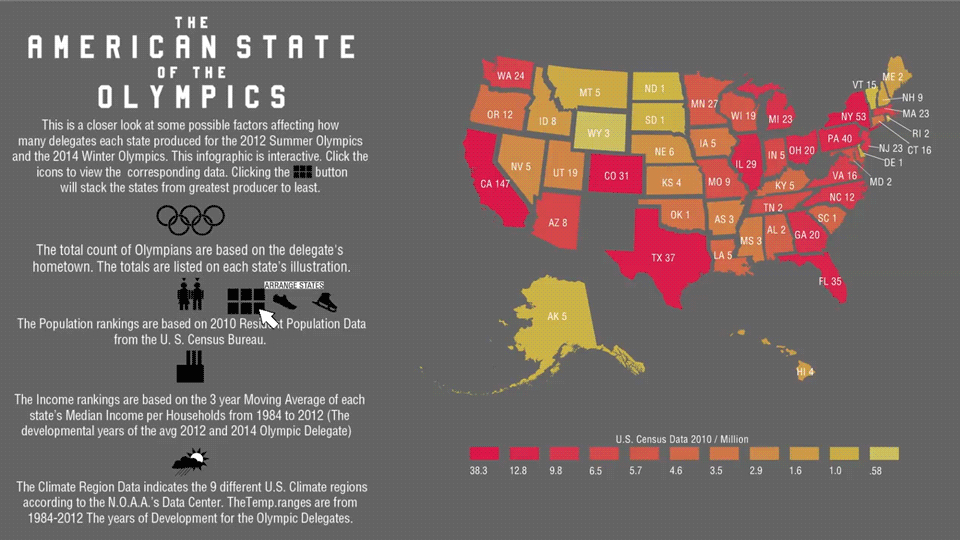 THE
AMERICAN STATE
OF THE
OLYMPICS
This is a closer look at some possible factors affecting how
many delegates each state produced for the 2012 Summer Olympics
and the 2014 Winter Olympics. This infographic is interactive. Click the
icons to view the corresponding data. Clicking the button
will stack the states from greatest producer to least.
The total count of Olympians are based on the delegate's
hometown. The totals are listed on each state's illustration.
ARRANGE STATES
The Population rankings are based on 2010 Resident Population Data
from the U. S. Census Bureau.
The Income rankings are based on the 3 year Moving Average of each
state's Median Income per Households from 1984 to 2012 (The
developmental years of the avg 2012 and 2014 Olympic Delegate)
The Climate Region Data indicates the 9 different U.S. Climate regions
according to the N.O.A.A.'s Data Center. TheTemp.ranges are from
1984-2012 The years of Development for the Olympic Delegates.
WA 24
MT 5
ND 1
MN 27
VT 15
ME 2
OR 12
ID 8
WY 3
SD 1
WI 19
MI 23
NY 53
NH 9
MA 23
RI 2
CT 16
NJ 23
DE 1
MD 2
NV 5
UT 19
CO 31
NE 6
IA 5
IL 29
IN 5
OH 20
PA 40
CA 147
KS 4
MO 9
KY 5
VA 16
AZ 8
OK 1
AR 3
TN 2
NC 12
SC 1
TX 37
LA 5
MS 3
AL 2
GA 20
FL 35
AK 5
HI 4
U.S. Census Data 2010 / Million
38.3 12.8 9.8 6.5 5.7 4.6 3.5 2.9 1.6 1.0 .58